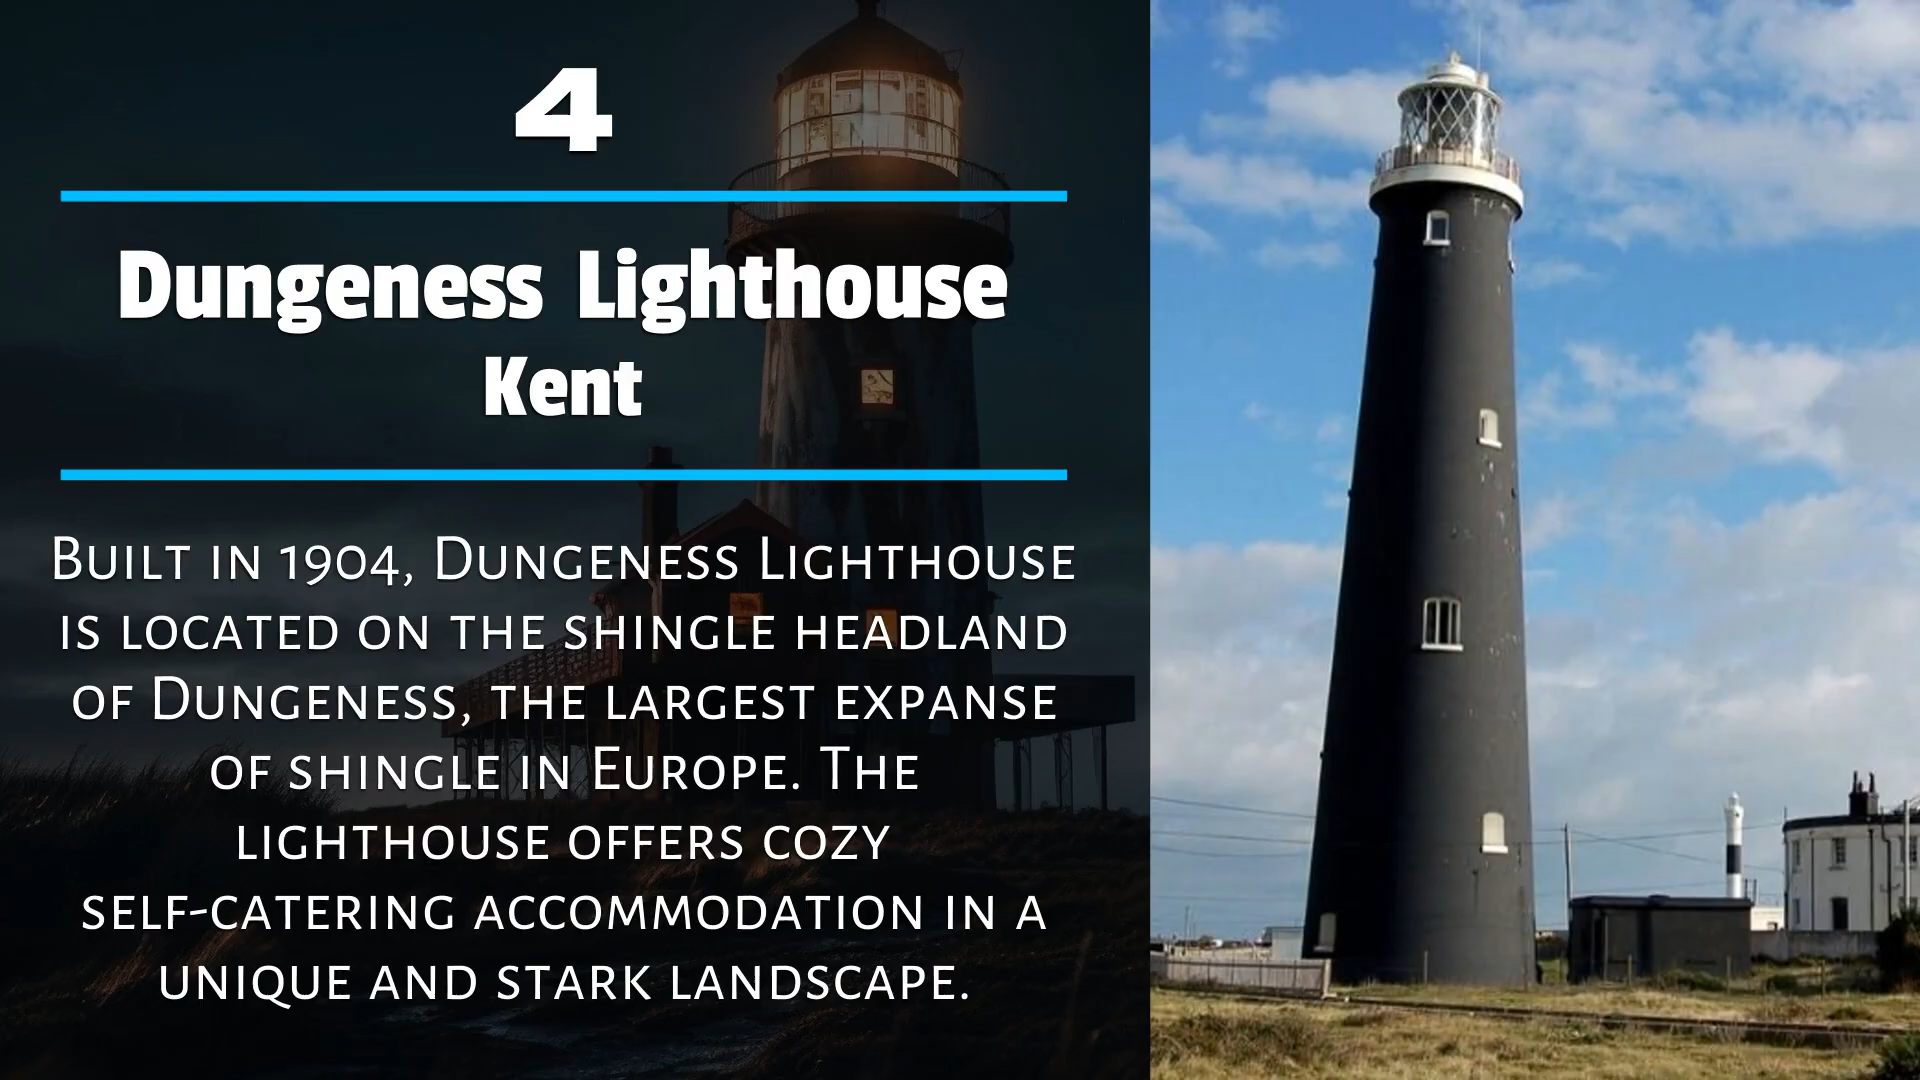 4
Dungeness Lighthouse
Kent
Built in 1904, Dungeness Lighthouse
is located on the shingle headland
of Dungeness, the largest expanse
of shingle in Europe. The
lighthouse offers cozy
self-catering accommodation in a
unique and stark landscape.